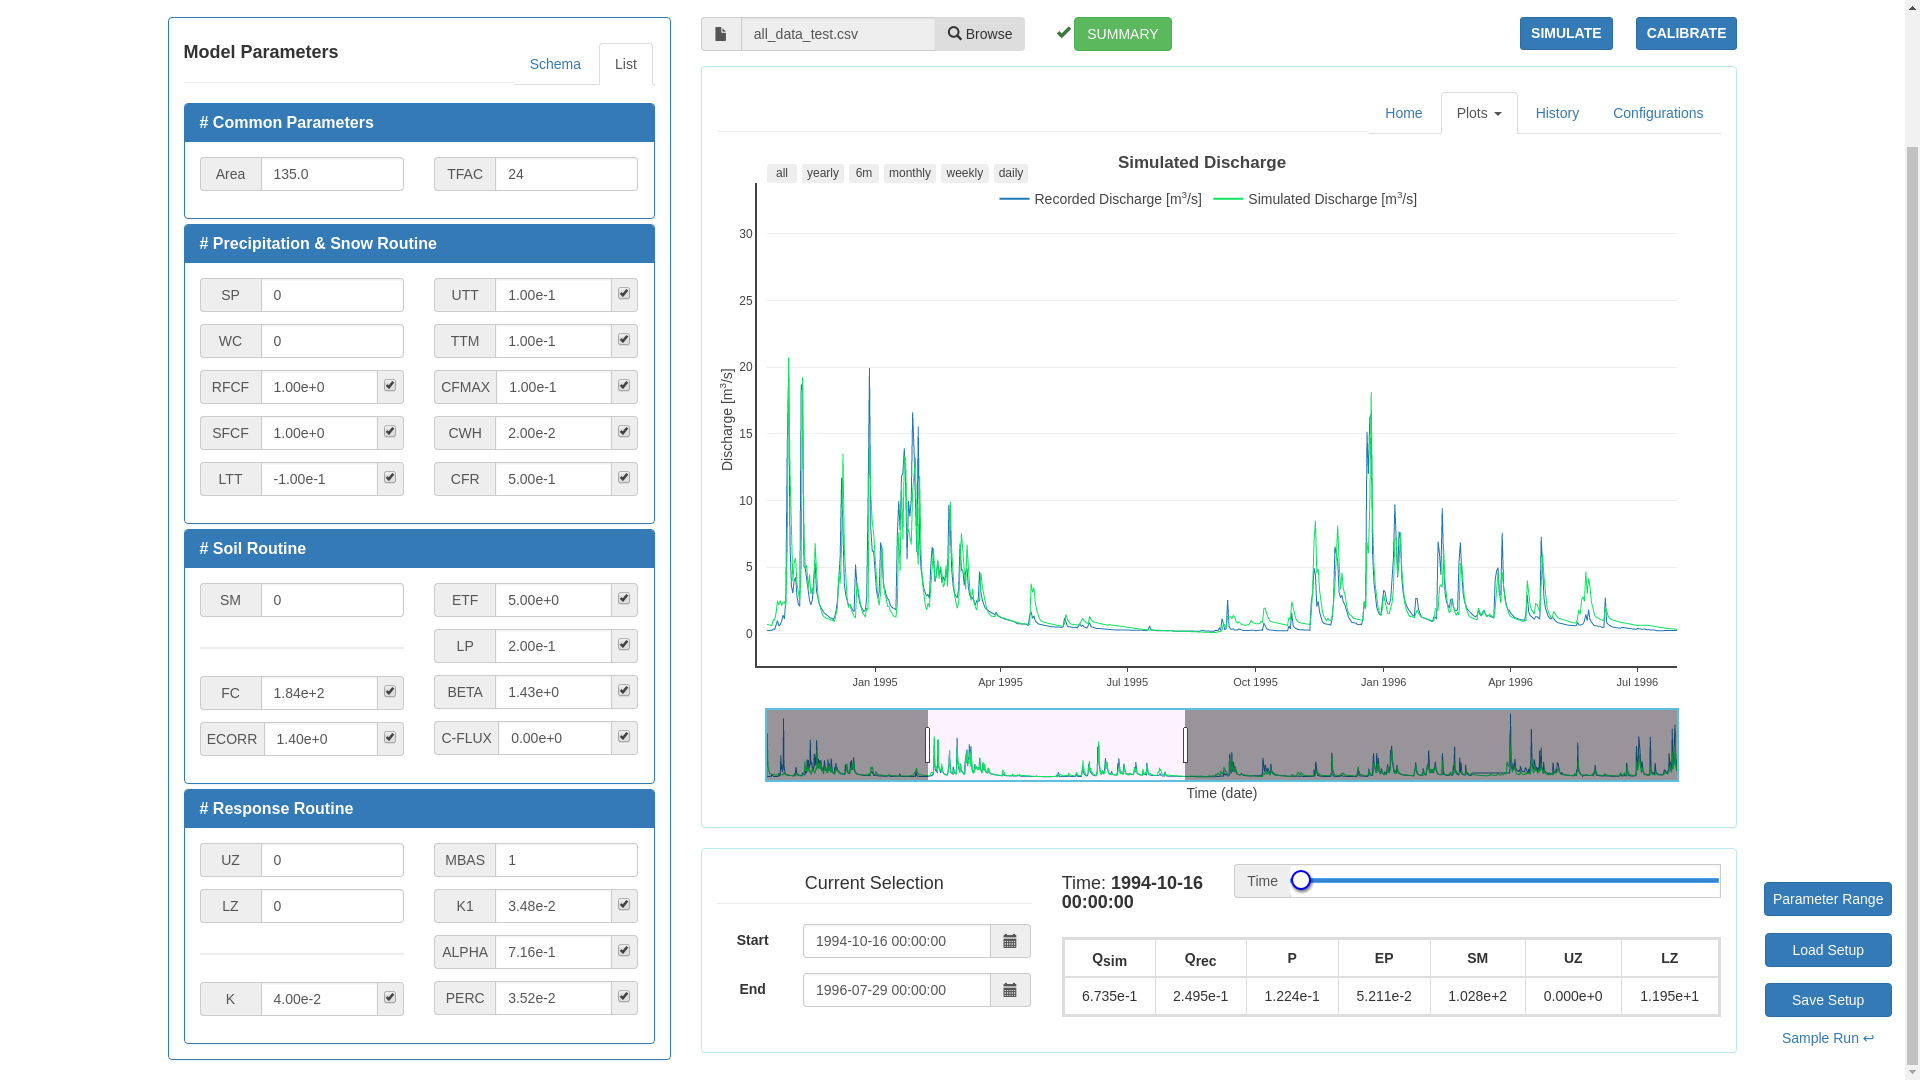 Model Parameters
Schema
List
# Common Parameters
Area 135.0
TFAC 24
# Precipitation & Snow Routine
SP 0
UTT 1.00e-1
WC 0
TTM 1.00e-1
RFCF 1.00e+0
CFMAX 1.00e-1
SFCF 1.00e+0
CWH 2.00e-2
LTT -1.00e-1
CFR 5.00e-1
# Soil Routine
SM 0
ETF 5.00e+0
LP 2.00e-1
FC 1.84e+2
BETA 1.43e+0
ECORR 1.40e+0
C-FLUX 0.00e+0
# Response Routine
UZ 0
MBAS 1
LZ 0
K1 3.48e-2
ALPHA 7.16e-1
K 4.00e-2
PERC 3.52e-2
all_data_test.csv
Browse
SUMMARY
SIMULATE
CALIBRATE
Home
Plots
History
Configurations
Simulated Discharge
all yearly 6m monthly weekly daily
Recorded Discharge [m³/s] Simulated Discharge [m³/s]
Discharge [m³/s]
30
25
20
15
10
5
0
Jan 1995 Apr 1995 Jul 1995 Oct 1995 Jan 1996 Apr 1996 Jul 1996
Time (date)
Current Selection
Start 1994-10-16 00:00:00
End 1996-07-29 00:00:00
Time: 1994-10-16
00:00:00
Time
Qsim Qrec P EP SM UZ LZ
6.735e-1 2.495e-1 1.224e-1 5.211e-2 1.028e+2 0.000e+0 1.195e+1
Parameter Range
Load Setup
Save Setup
Sample Run ↩